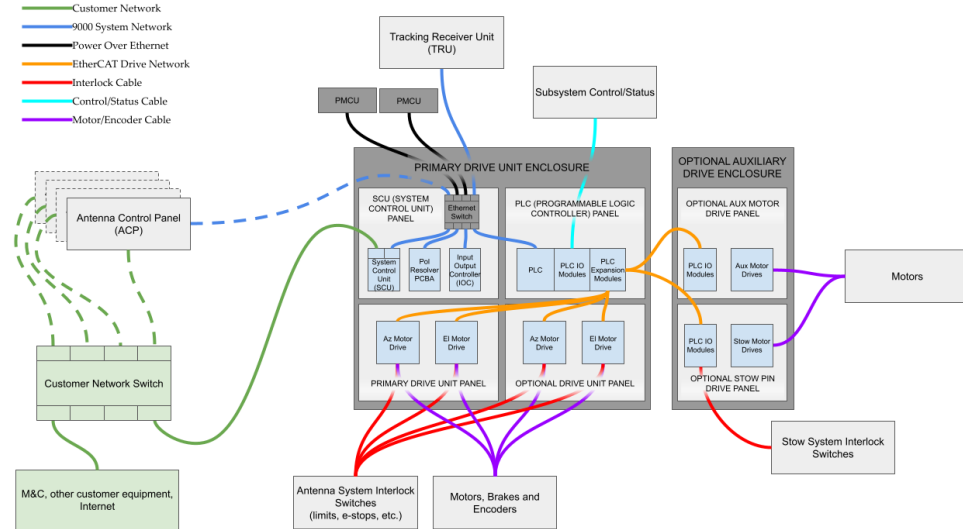 Customer Network
9000 System Network
Power Over Ethernet
EtherCAT Drive Network
Interlock Cable
Control/Status Cable
Motor/Encoder Cable
Tracking Receiver Unit
(TRU)
PMCU
PMCU
Subsystem Control/Status
PRIMARY DRIVE UNIT ENCLOSURE
OPTIONAL AUXILIARY
DRIVE ENCLOSURE
SCU (SYSTEM
CONTROL UNIT)
PANEL
Ethernet
Switch
PLC (PROGRAMMABLE LOGIC
CONTROLLER) PANEL
OPTIONAL AUX MOTOR
DRIVE PANEL
Antenna Control Panel
(ACP)
System
Control
Unit
(SCU)
Pol
Resolver
PCBA
Input
Output
Controller
(IOC)
PLC
PLC IO
Modules
PLC
Expansion
Modules
PLC IO
Modules
Aux Motor
Drives
Motors
Az Motor
Drive
El Motor
Drive
Az Motor
Drive
El Motor
Drive
PLC IO
Modules
Stow Motor
Drives
PRIMARY DRIVE UNIT PANEL
OPTIONAL DRIVE UNIT PANEL
OPTIONAL STOW PIN
DRIVE PANEL
Customer Network Switch
Stow System Interlock
Switches
M&C, other customer equipment,
Internet
Antenna System Interlock
Switches
(limits, e-stops, etc.)
Motors, Brakes and
Encoders